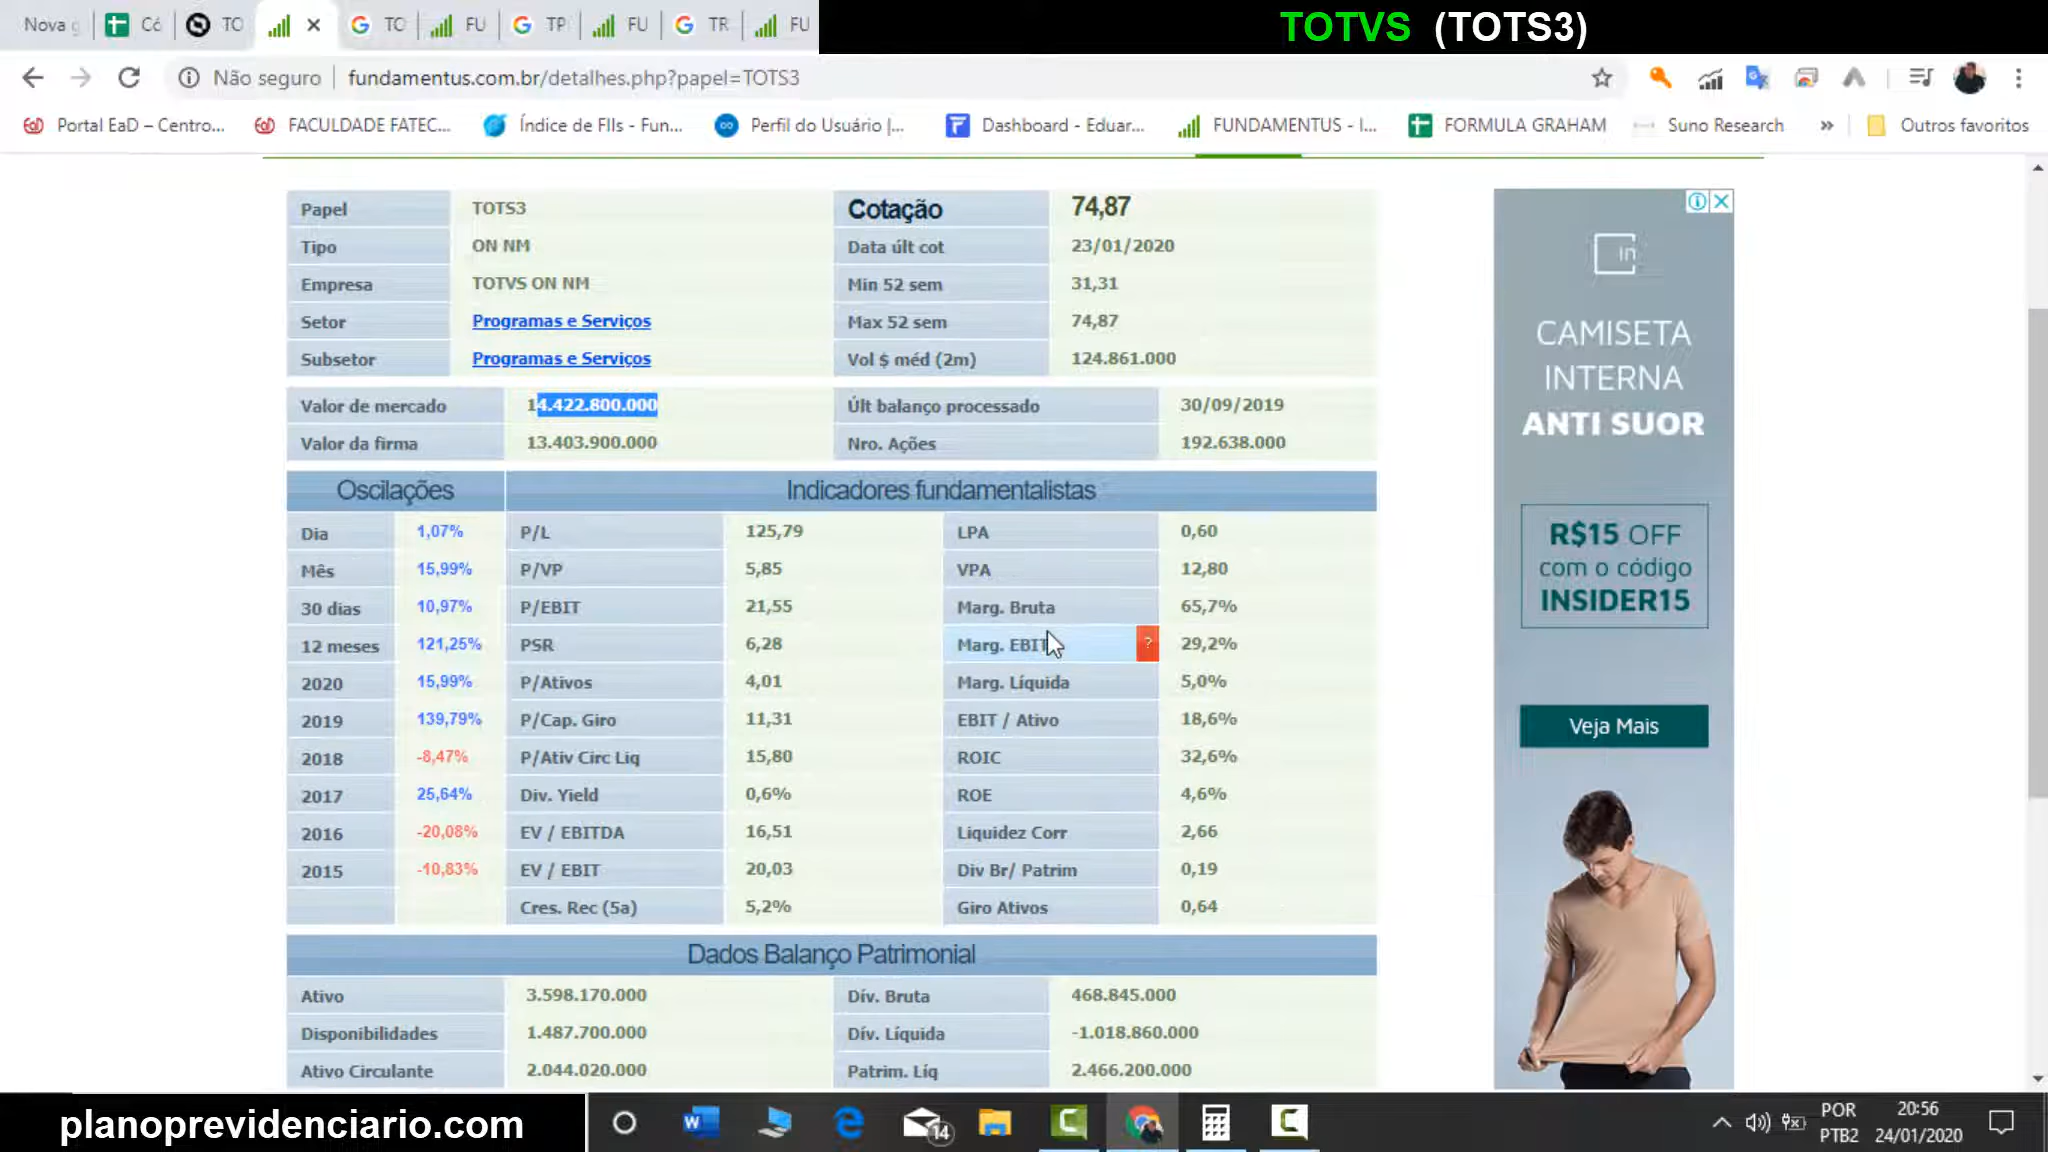 TOTVS (TOTS3)
Nova g Có TO TO FU TP FU TR FU
Não seguro fundamentus.com.br/detalhes.php?papel=TOTS3
Portal EaD – Centro... FACULDADE FATEC... Índice de FIIs - Fun... Perfil do Usuário |... Dashboard - Eduar... FUNDAMENTUS - I... FORMULA GRAHAM Suno Research » Outros favoritos
Papel TOTS3 Cotação 74,87
Tipo ON NM Data últ cot 23/01/2020
Empresa TOTVS ON NM Min 52 sem 31,31
Setor Programas e Serviços Max 52 sem 74,87
Subsetor Programas e Serviços Vol $ méd (2m) 124.861.000
Valor de mercado 14.422.800.000 Últ balanço processado 30/09/2019
Valor da firma 13.403.900.000 Nro. Ações 192.638.000
Oscilações Indicadores fundamentalistas
Dia 1,07% P/L 125,79 LPA 0,60
Mês 15,99% P/VP 5,85 VPA 12,80
30 dias 10,97% P/EBIT 21,55 Marg. Bruta 65,7%
12 meses 121,25% PSR 6,28 Marg. EBIT ? 29,2%
2020 15,99% P/Ativos 4,01 Marg. Líquida 5,0%
2019 139,79% P/Cap. Giro 11,31 EBIT / Ativo 18,6%
2018 -8,47% P/Ativ Circ Liq 15,80 ROIC 32,6%
2017 25,64% Div. Yield 0,6% ROE 4,6%
2016 -20,08% EV / EBITDA 16,51 Liquidez Corr 2,66
2015 -10,83% EV / EBIT 20,03 Div Br/ Patrim 0,19
Cres. Rec (5a) 5,2% Giro Ativos 0,64
Dados Balanço Patrimonial
Ativo 3.598.170.000 Dív. Bruta 468.845.000
Disponibilidades 1.487.700.000 Dív. Líquida -1.018.860.000
Ativo Circulante 2.044.020.000 Patrim. Líq 2.466.200.000
in
CAMISETA
INTERNA
ANTI SUOR
R$15 OFF
com o código
INSIDER15
Veja Mais
planoprevidenciario.com
14
POR
PTB2
20:56
24/01/2020